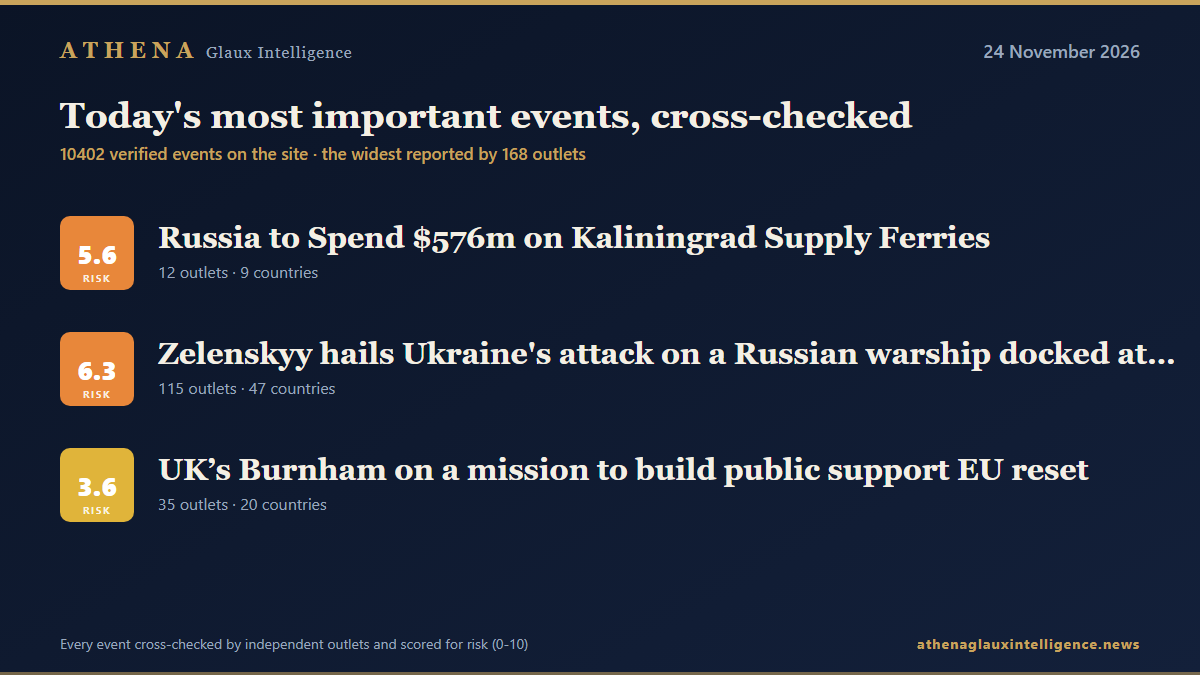 ATHENA Glaux Intelligence
24 November 2026
Today's most important events, cross-checked
10402 verified events on the site · the widest reported by 168 outlets
5.6
RISK
Russia to Spend $576m on Kaliningrad Supply Ferries
12 outlets · 9 countries
6.3
RISK
Zelenskyy hails Ukraine's attack on a Russian warship docked at...
115 outlets · 47 countries
3.6
RISK
UK’s Burnham on a mission to build public support EU reset
35 outlets · 20 countries
Every event cross-checked by independent outlets and scored for risk (0-10)
athenaglauxintelligence.news